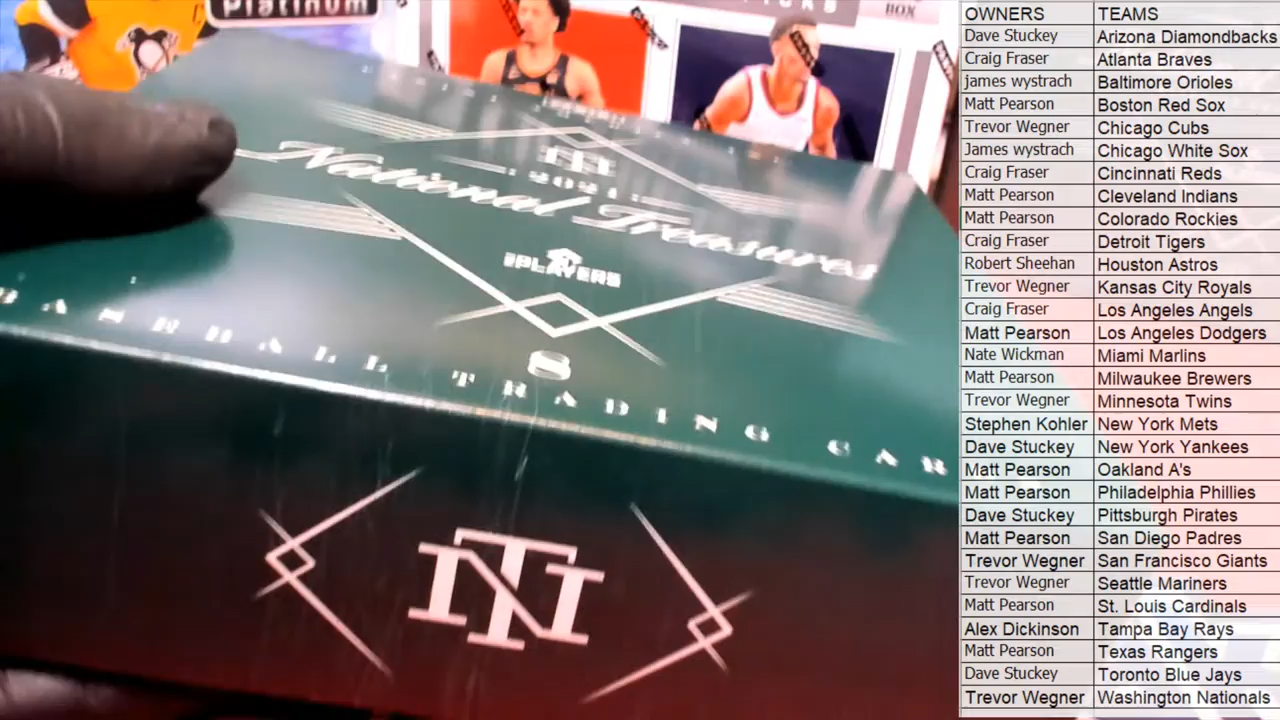 Platinum
BOX
2021
National Treasures
PLAYERS
8
BASEBALL TRADING CAR
NT
OWNERS TEAMS
Dave Stuckey Arizona Diamondbacks
Craig Fraser Atlanta Braves
james wystrach Baltimore Orioles
Matt Pearson Boston Red Sox
Trevor Wegner Chicago Cubs
James wystrach Chicago White Sox
Craig Fraser Cincinnati Reds
Matt Pearson Cleveland Indians
Matt Pearson Colorado Rockies
Craig Fraser Detroit Tigers
Robert Sheehan Houston Astros
Trevor Wegner Kansas City Royals
Craig Fraser Los Angeles Angels
Matt Pearson Los Angeles Dodgers
Nate Wickman Miami Marlins
Matt Pearson Milwaukee Brewers
Trevor Wegner Minnesota Twins
Stephen Kohler New York Mets
Dave Stuckey New York Yankees
Matt Pearson Oakland A's
Matt Pearson Philadelphia Phillies
Dave Stuckey Pittsburgh Pirates
Matt Pearson San Diego Padres
Trevor Wegner San Francisco Giants
Trevor Wegner Seattle Mariners
Matt Pearson St. Louis Cardinals
Alex Dickinson Tampa Bay Rays
Matt Pearson Texas Rangers
Dave Stuckey Toronto Blue Jays
Trevor Wegner Washington Nationals